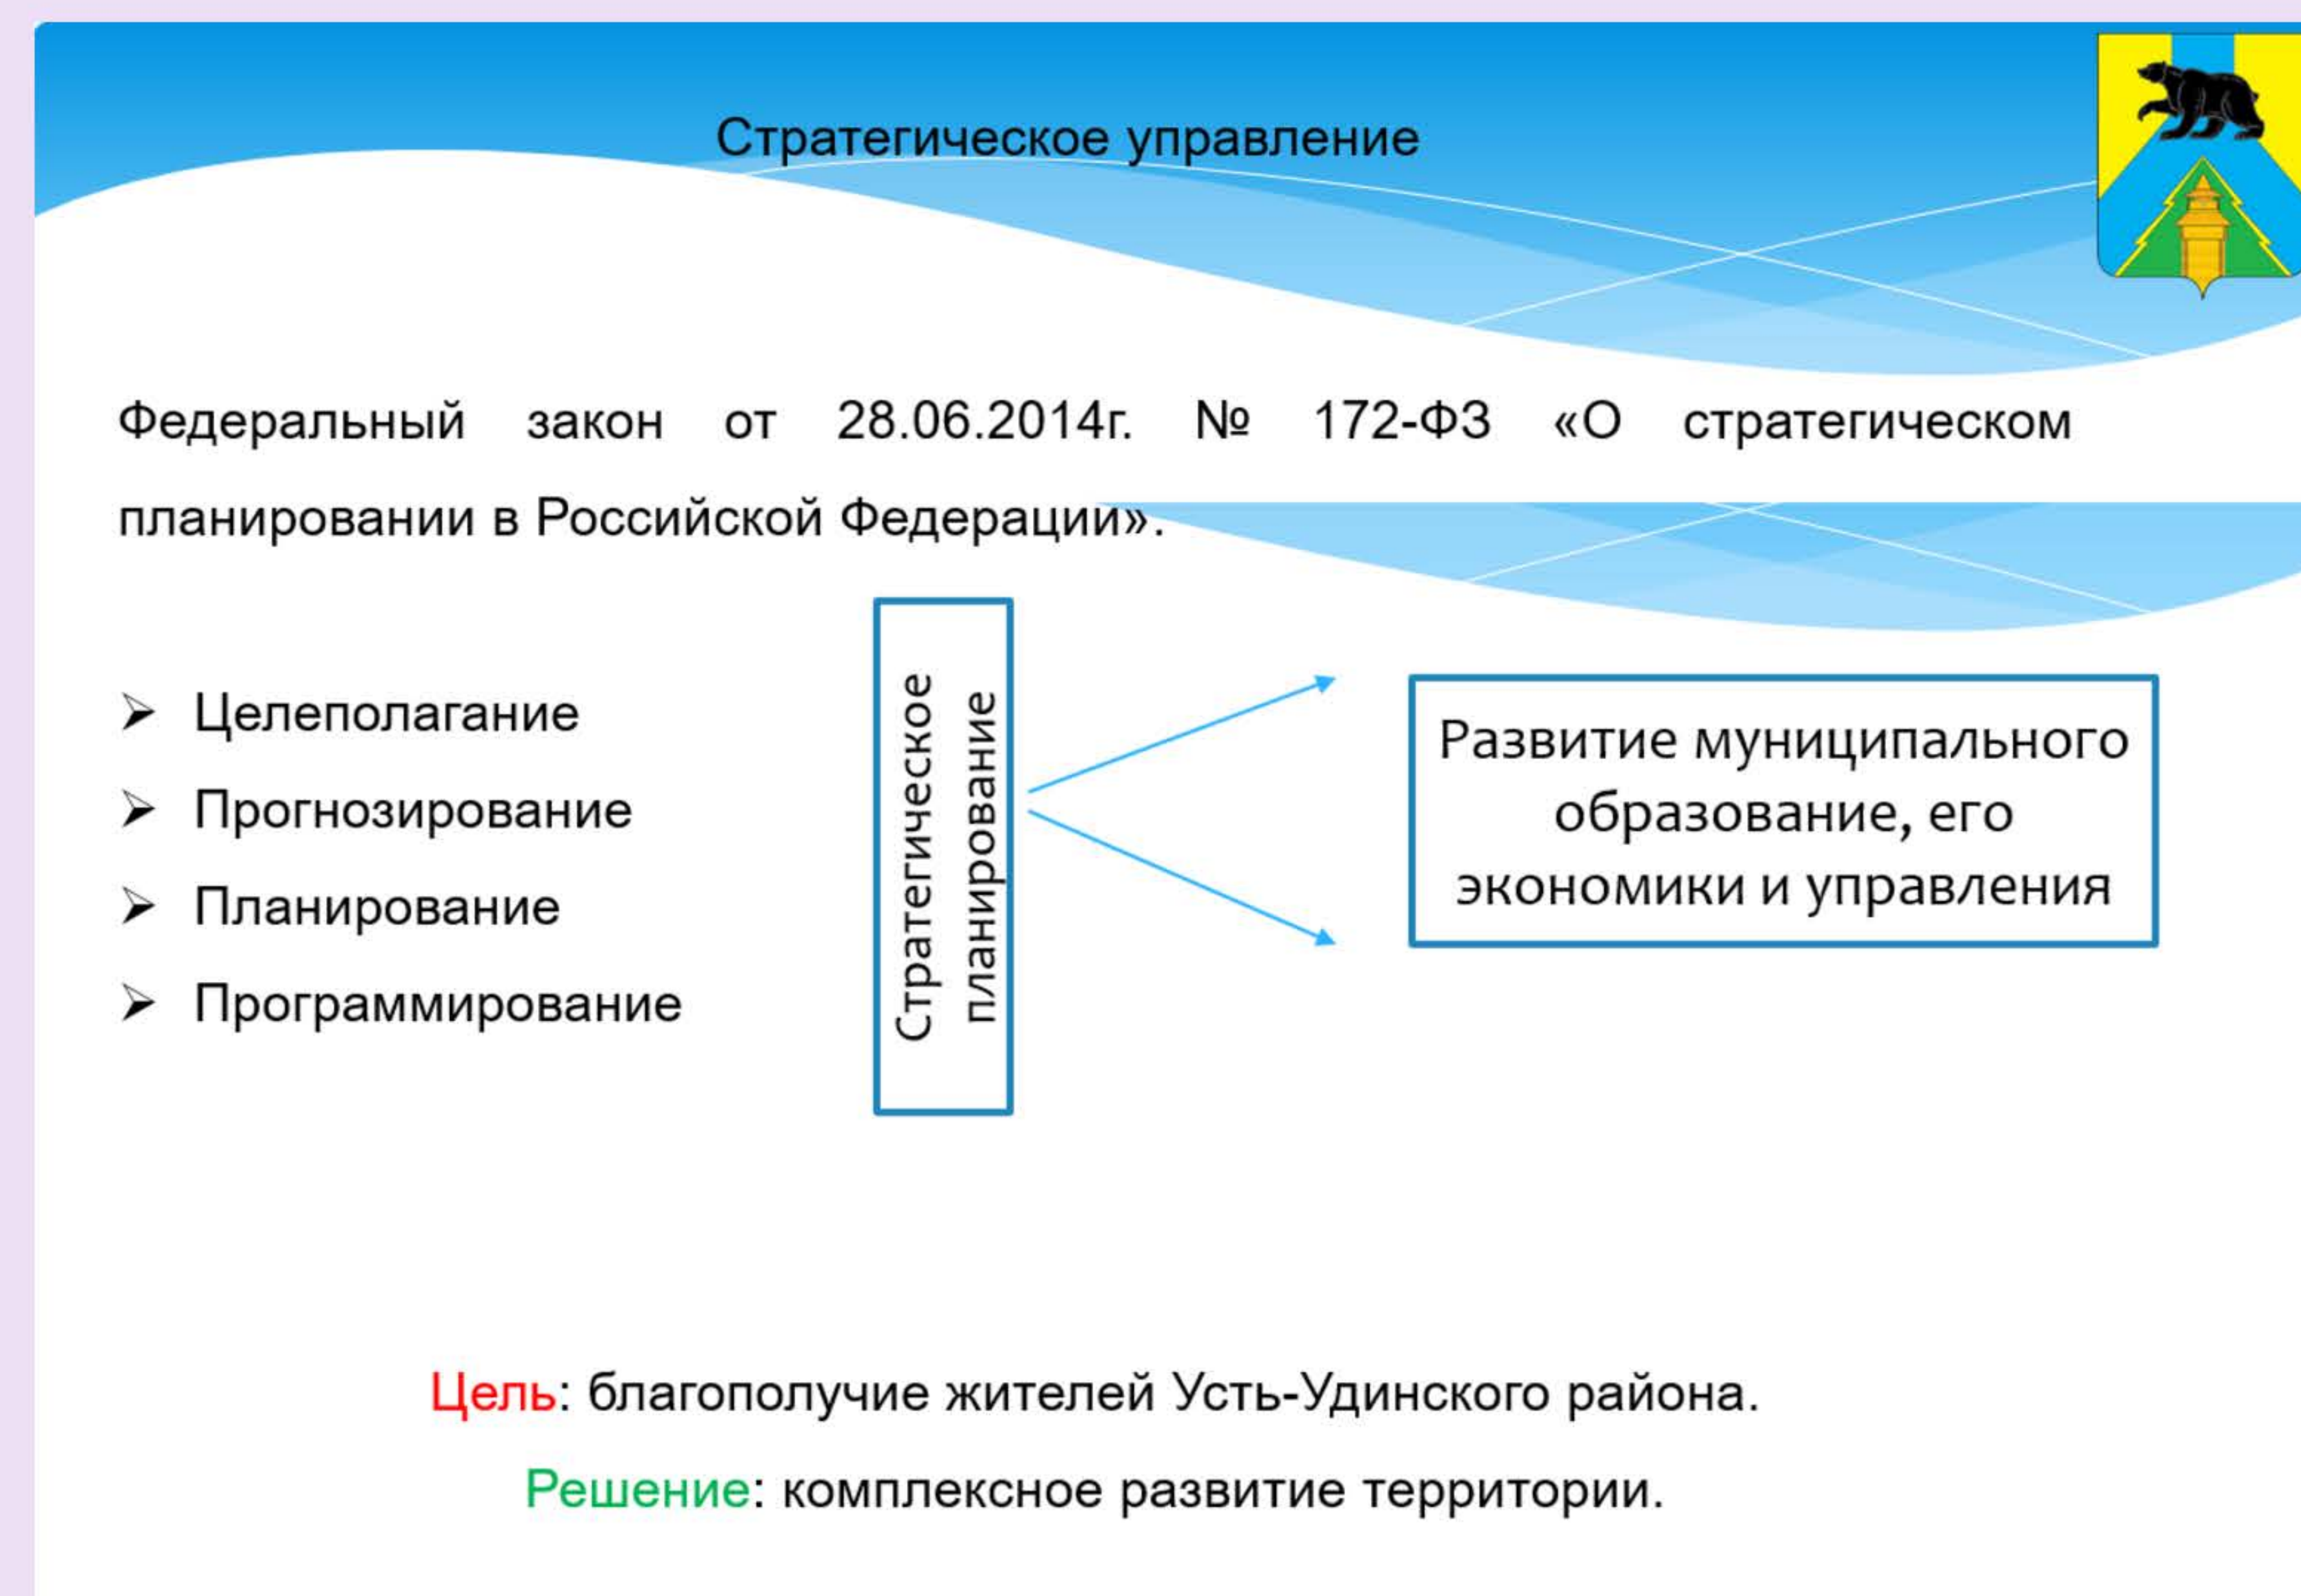 Стратегическое управление
Федеральный закон от 28.06.2014г. № 172-ФЗ «О стратегическом
планировании в Российской Федерации».
Целеполагание
Прогнозирование
Планирование
Программирование
Стратегическое
планирование
Развитие муниципального
образование, его
экономики и управления
Цель: благополучие жителей Усть-Удинского района.
Решение: комплексное развитие территории.